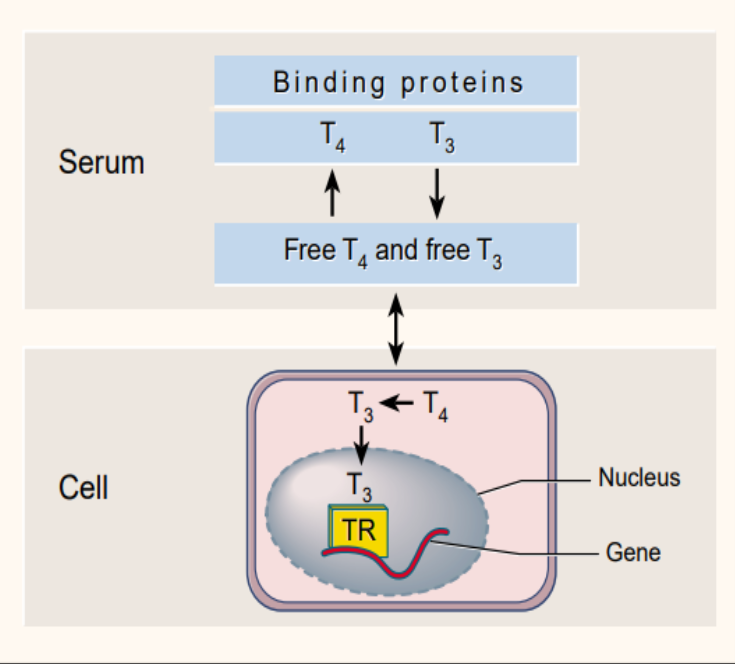 Binding proteins
T₄ T₃
Serum
Free T₄ and free T₃
T₃ T₄
T₃
Nucleus
Cell
TR
Gene